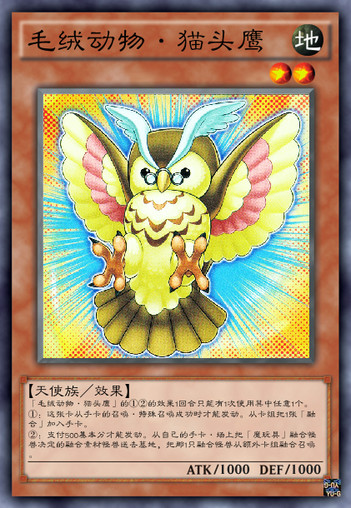 毛绒动物·猫头鹰
地
【天使族／效果】
「毛绒动物·猫头鹰」的①②的效果1回合只能有1次使用其中任意1个。
①：这张卡从手卡的召唤·特殊召唤成功时才能发动。从卡组把1张「融
合」加入手卡。
②：支付500基本分才能发动。从自己的手卡·场上把「魔玩具」融合怪
兽决定的融合素材怪兽送去墓地，把那1只融合怪兽从额外卡组融合召唤
。
ATK/1000 DEF/1000
YU-G